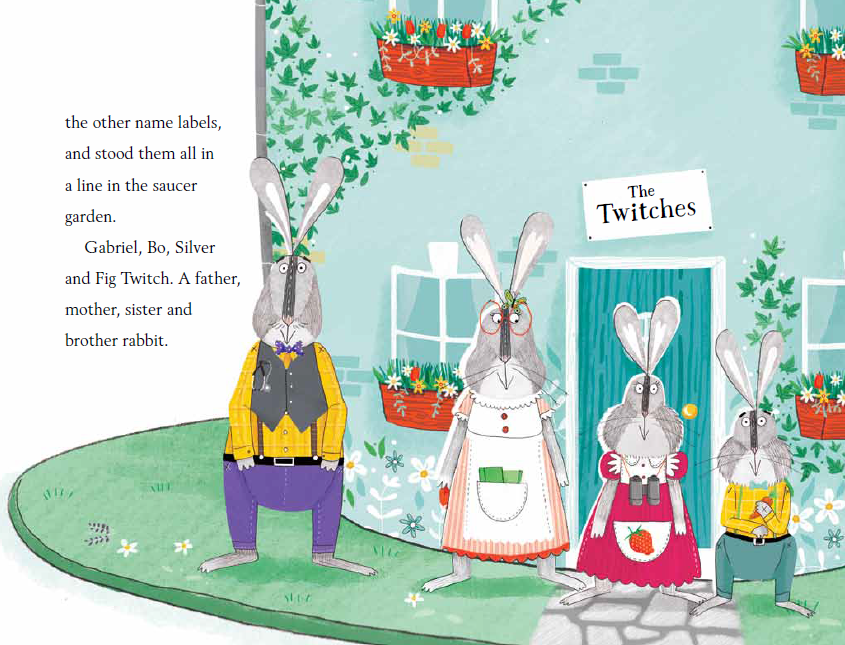 the other name labels,
and stood them all in
a line in the saucer
garden.
Gabriel, Bo, Silver
and Fig Twitch. A father,
mother, sister and
brother rabbit.
The
Twitches